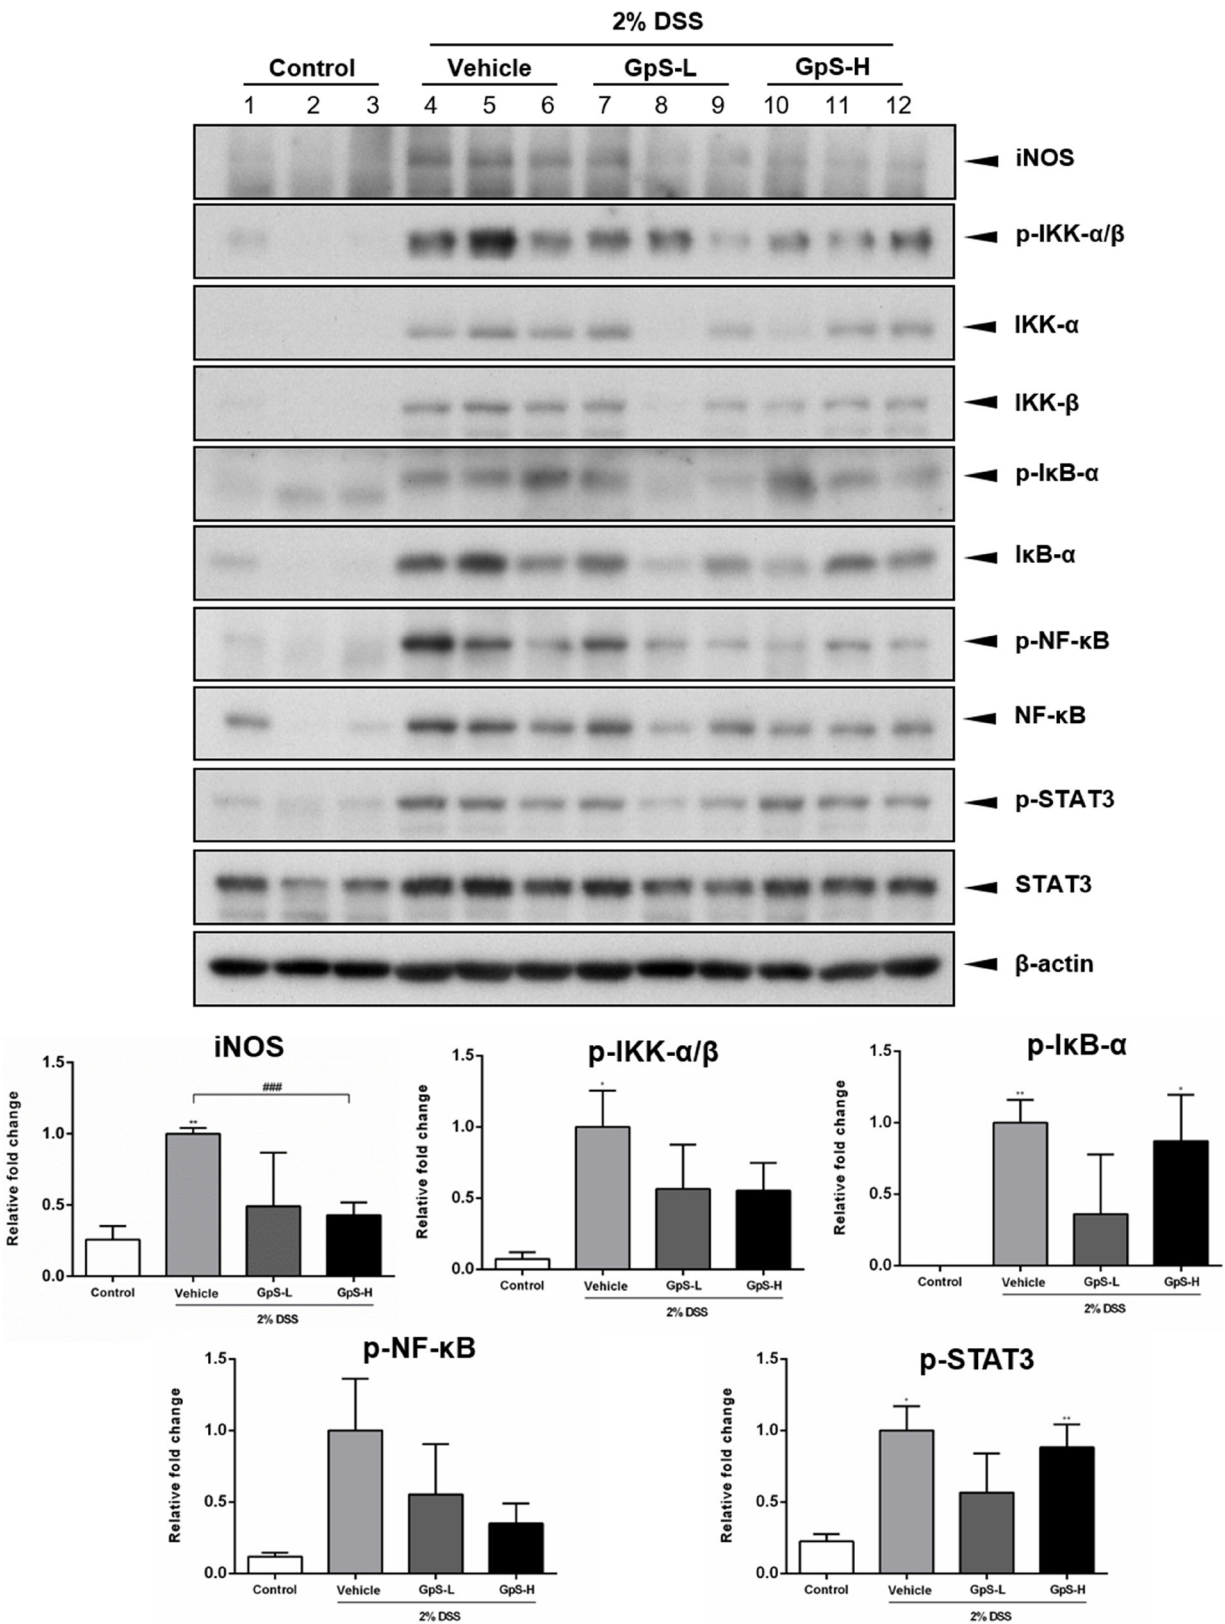 2% DSS
Control Vehicle GpS-L GpS-H
1 2 3 4 5 6 7 8 9 10 11 12
iNOS
p-IKK-α/β
IKK-α
IKK-β
p-IκB-α
IκB-α
p-NF-κB
NF-κB
p-STAT3
STAT3
β-actin
iNOS
Relative fold change
1.5
1.0
0.5
0.0
###
**
Control Vehicle GpS-L GpS-H
2% DSS
p-IKK-α/β
Relative fold change
1.5
1.0
0.5
0.0
*
Control Vehicle GpS-L GpS-H
2% DSS
p-IκB-α
Relative fold change
1.5
1.0
0.5
0.0
** *
Control Vehicle GpS-L GpS-H
2% DSS
p-NF-κB
Relative fold change
1.5
1.0
0.5
0.0
Control Vehicle GpS-L GpS-H
2% DSS
p-STAT3
Relative fold change
1.5
1.0
0.5
0.0
* **
Control Vehicle GpS-L GpS-H
2% DSS